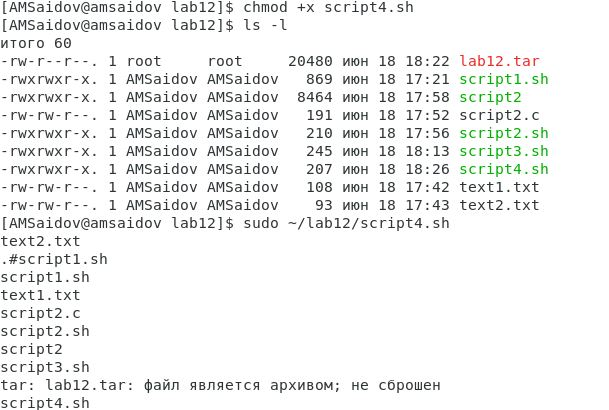 [AMSaidov@amsaidov lab12]$ chmod +x script4.sh
[AMSaidov@amsaidov lab12]$ ls -l
итого 60
-rw-r--r--. 1 root     root     20480 июн 18 18:22 lab12.tar
-rwxrwxr-x. 1 AMSaidov AMSaidov   869 июн 18 17:21 script1.sh
-rwxrwxr-x. 1 AMSaidov AMSaidov  8464 июн 18 17:58 script2
-rw-rw-r--. 1 AMSaidov AMSaidov   191 июн 18 17:52 script2.c
-rwxrwxr-x. 1 AMSaidov AMSaidov   210 июн 18 17:56 script2.sh
-rwxrwxr-x. 1 AMSaidov AMSaidov   245 июн 18 18:13 script3.sh
-rwxrwxr-x. 1 AMSaidov AMSaidov   207 июн 18 18:26 script4.sh
-rw-rw-r--. 1 AMSaidov AMSaidov   108 июн 18 17:42 text1.txt
-rw-rw-r--. 1 AMSaidov AMSaidov    93 июн 18 17:43 text2.txt
[AMSaidov@amsaidov lab12]$ sudo ~/lab12/script4.sh
text2.txt
.#script1.sh
script1.sh
text1.txt
script2.c
script2.sh
script2
script3.sh
tar: lab12.tar: файл является архивом; не сброшен
script4.sh